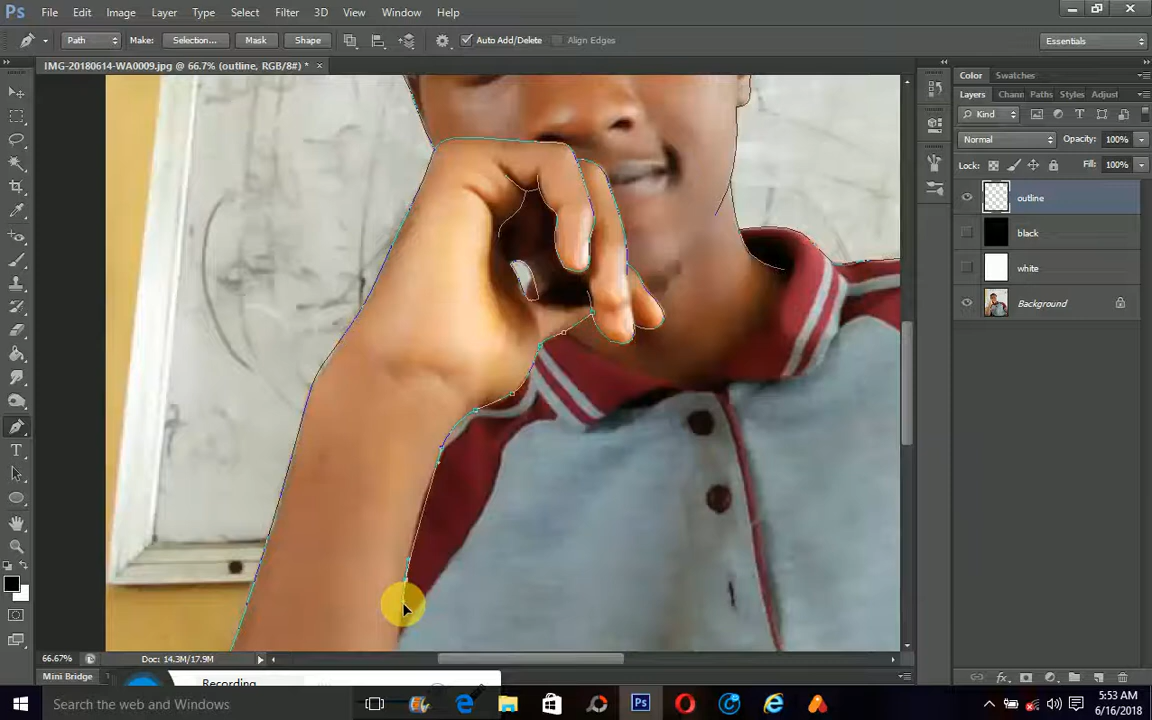 Ps File Edit Image Layer Type Select Filter 3D View Window Help
Path Make: Selection... Mask Shape Auto Add/Delete Align Edges Essentials
IMG-20180614-WA0009.jpg @ 66.7% (outline, RGB/8#) * ×
Color Swatches
Layers Chann Paths Styles Adjust
Kind
Normal Opacity: 100%
Lock: Fill: 100%
outline
black
white
Background
66.67% Doc: 14.3M/17.9M
Mini Bridge
Recording
Search the web and Windows
5:53 AM
6/16/2018